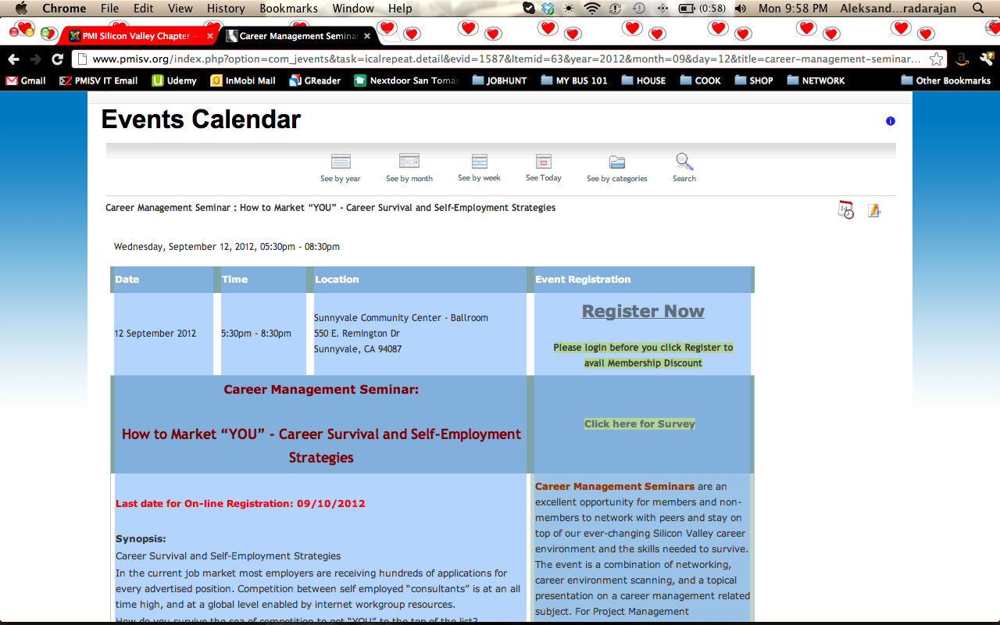 Chrome File Edit View History Bookmarks Window Help (0:58) Mon 9:58 PM Aleksand...radarajan
PMI Silicon Valley Chapter – Career Management Seminar
www.pmisv.org/index.php?option=com_jevents&task=icalrepeat.detail&evid=1587&Itemid=63&year=2012&month=09&day=12&title=career-management-seminar...
Gmail PMISV IT Email Udemy InMobi Mail GReader Nextdoor San Tomas JOBHUNT MY BUS 101 HOUSE COOK SHOP NETWORK Other Bookmarks
Events Calendar
See by year See by month See by week See Today See by categories Search
Career Management Seminar : How to Market “YOU” - Career Survival and Self-Employment Strategies
Wednesday, September 12, 2012, 05:30pm - 08:30pm
Date Time Location Event Registration
12 September 2012
5:30pm - 8:30pm
Sunnyvale Community Center - Ballroom
550 E. Remington Dr
Sunnyvale, CA 94087
Register Now
Please login before you click Register to
avail Membership Discount
Career Management Seminar:
How to Market “YOU” - Career Survival and Self-Employment
Strategies
Click here for Survey
Last date for On-line Registration: 09/10/2012
Synopsis:
Career Survival and Self-Employment Strategies
In the current job market most employers are receiving hundreds of applications for
every advertised position. Competition between self employed “consultants” is at an all
time high, and at a global level enabled by internet workgroup resources.
How do you survive the sea of competition to get “YOU” to the top of the list?
Career Management Seminars are an
excellent opportunity for members and non-
members to network with peers and stay on
top of our ever-changing Silicon Valley career
environment and the skills needed to survive.
The event is a combination of networking,
career environment scanning, and a topical
presentation on a career management related
subject. For Project Management